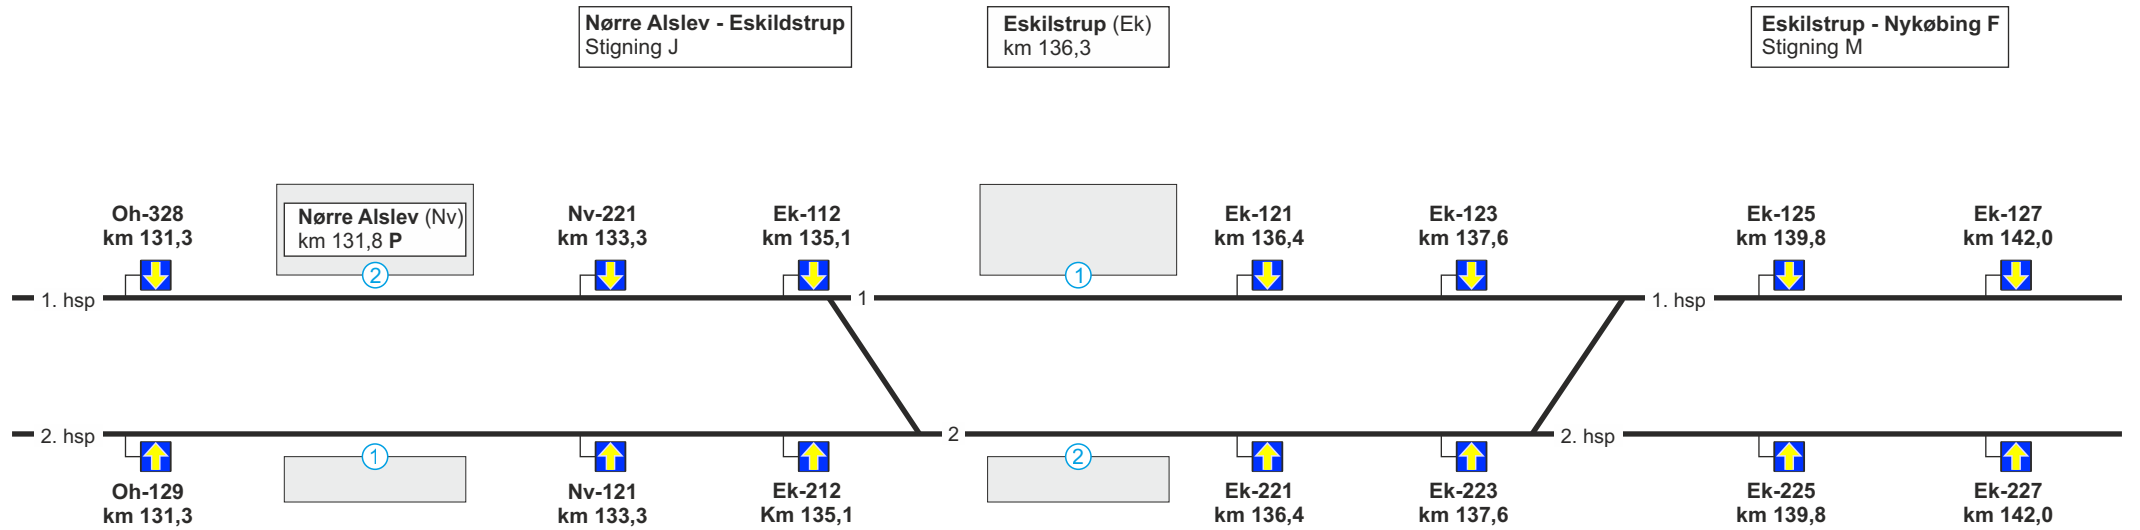 Nørre Alslev - Eskildstrup
Stigning J
Eskilstrup (Ek)
km 136,3
Eskilstrup - Nykøbing F
Stigning M
Oh-328
km 131,3
Nørre Alslev (Nv)
km 131,8 P
2
Nv-221
km 133,3
Ek-112
km 135,1
1
Ek-121
km 136,4
Ek-123
km 137,6
Ek-125
km 139,8
Ek-127
km 142,0
1. hsp
1
1. hsp
2. hsp
2
2. hsp
1
2
Oh-129
km 131,3
Nv-121
km 133,3
Ek-212
Km 135,1
Ek-221
km 136,4
Ek-223
km 137,6
Ek-225
km 139,8
Ek-227
km 142,0